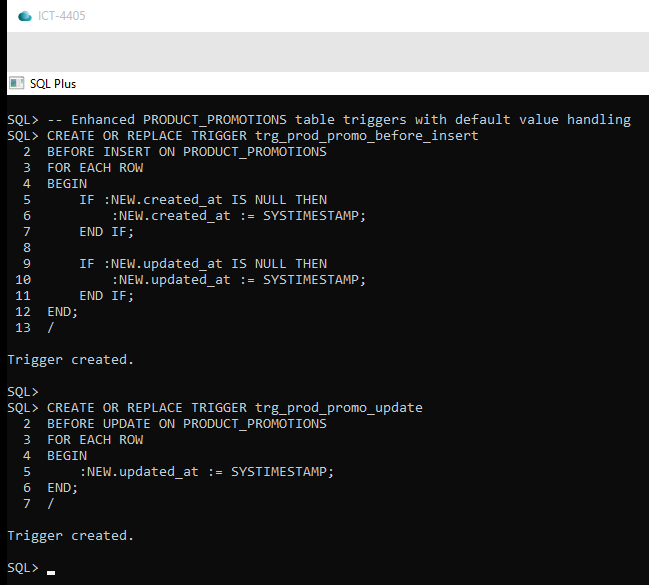 ICT-4405
SQL Plus
SQL> -- Enhanced PRODUCT_PROMOTIONS table triggers with default value handling
SQL> CREATE OR REPLACE TRIGGER trg_prod_promo_before_insert
  2  BEFORE INSERT ON PRODUCT_PROMOTIONS
  3  FOR EACH ROW
  4  BEGIN
  5      IF :NEW.created_at IS NULL THEN
  6          :NEW.created_at := SYSTIMESTAMP;
  7      END IF;
  8
  9      IF :NEW.updated_at IS NULL THEN
 10          :NEW.updated_at := SYSTIMESTAMP;
 11      END IF;
 12  END;
 13  /
Trigger created.
SQL>
SQL> CREATE OR REPLACE TRIGGER trg_prod_promo_update
  2  BEFORE UPDATE ON PRODUCT_PROMOTIONS
  3  FOR EACH ROW
  4  BEGIN
  5      :NEW.updated_at := SYSTIMESTAMP;
  6  END;
  7  /
Trigger created.
SQL>